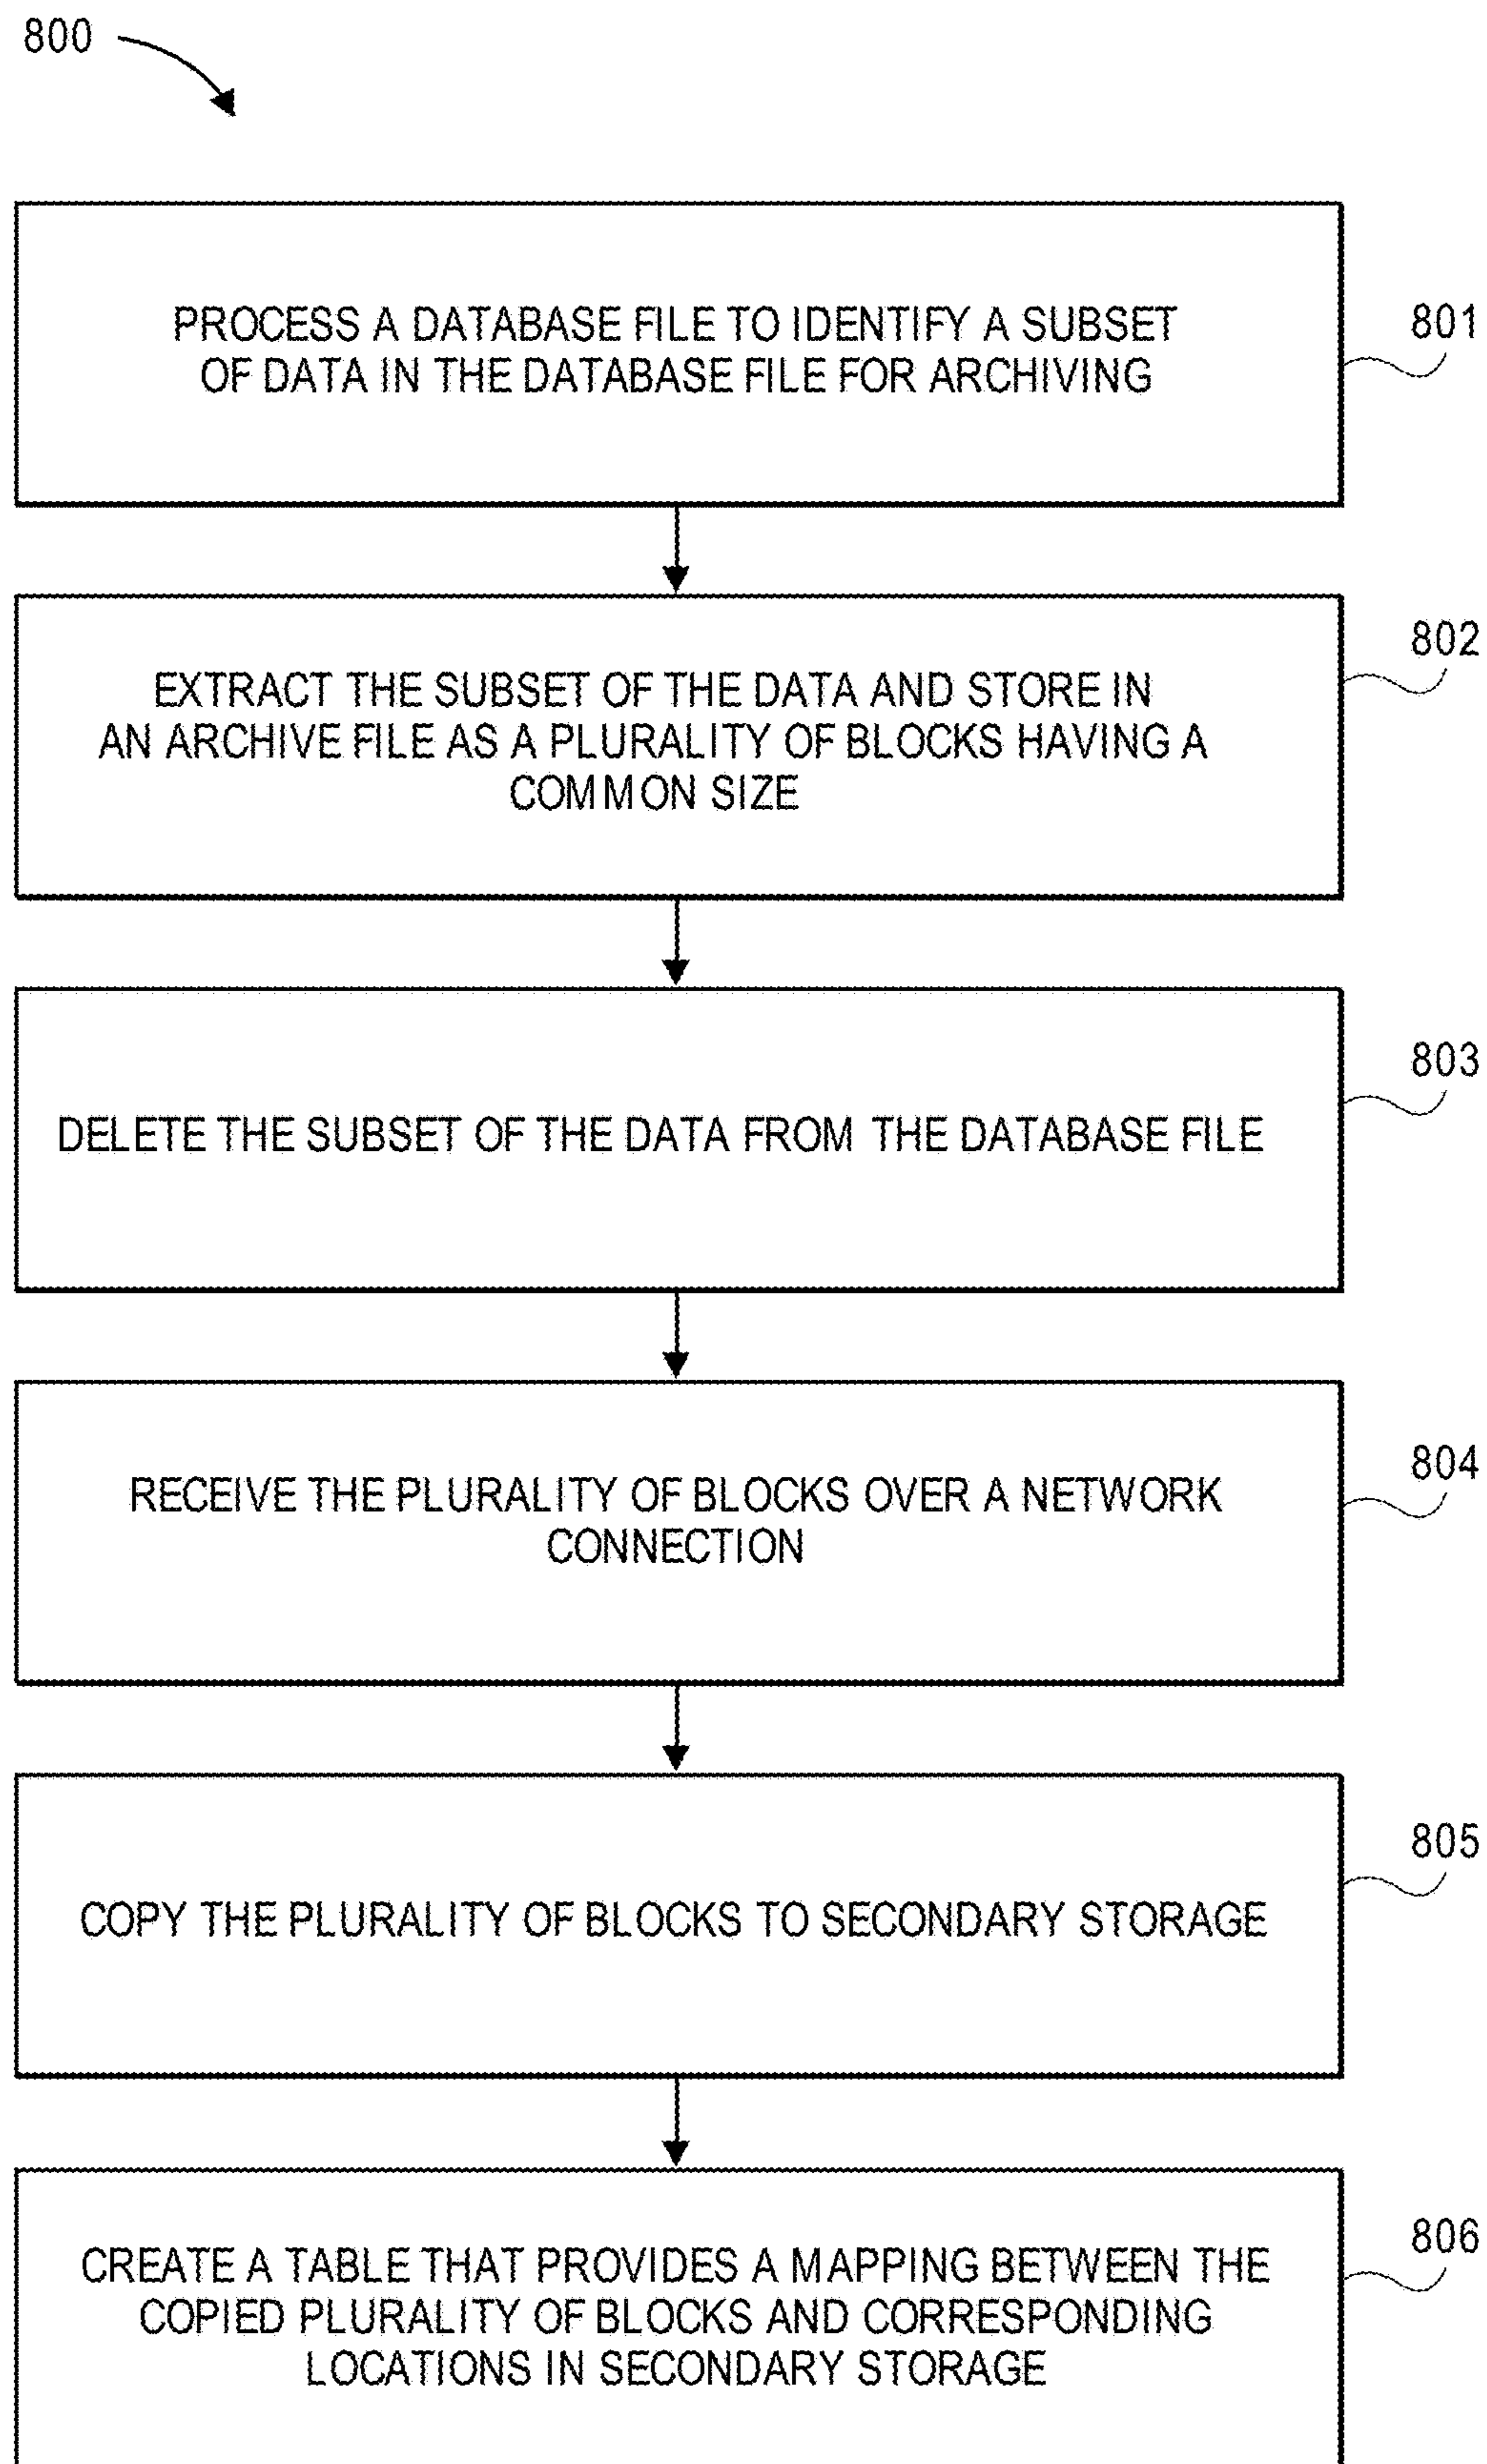 800
PROCESS A DATABASE FILE TO IDENTIFY A SUBSET
OF DATA IN THE DATABASE FILE FOR ARCHIVING
801
EXTRACT THE SUBSET OF THE DATA AND STORE IN
AN ARCHIVE FILE AS A PLURALITY OF BLOCKS HAVING A
COMMON SIZE
802
DELETE THE SUBSET OF THE DATA FROM THE DATABASE FILE
803
RECEIVE THE PLURALITY OF BLOCKS OVER A NETWORK
CONNECTION
804
COPY THE PLURALITY OF BLOCKS TO SECONDARY STORAGE
805
CREATE A TABLE THAT PROVIDES A MAPPING BETWEEN THE
COPIED PLURALITY OF BLOCKS AND CORRESPONDING
LOCATIONS IN SECONDARY STORAGE
806